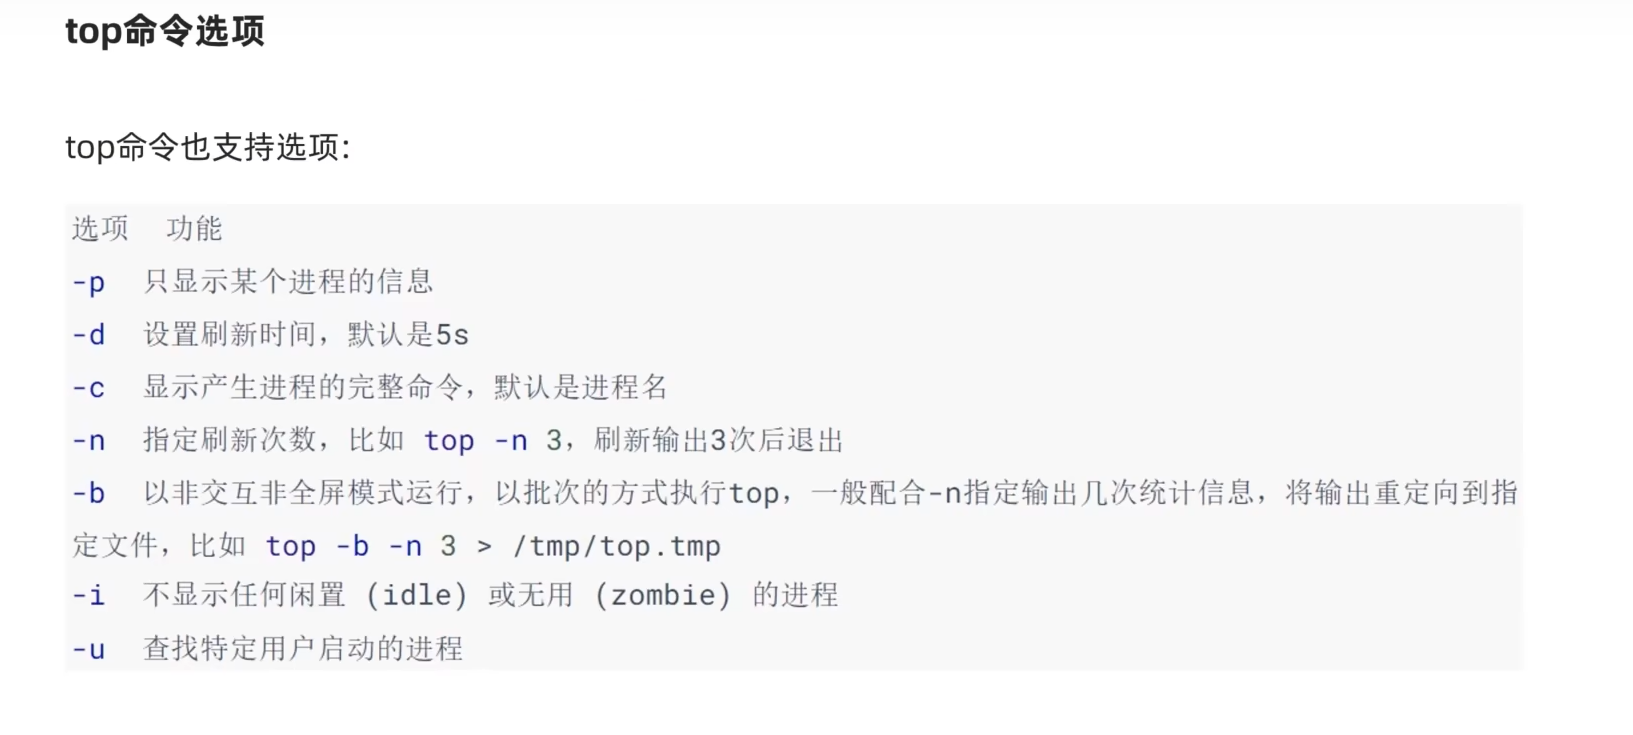 top命令选项
top命令也支持选项:
选项 功能
-p 只显示某个进程的信息
-d 设置刷新时间，默认是5s
-c 显示产生进程的完整命令，默认是进程名
-n 指定刷新次数，比如 top -n 3，刷新输出3次后退出
-b 以非交互非全屏模式运行，以批次的方式执行top，一般配合-n指定输出几次统计信息，将输出重定向到指
定文件，比如 top -b -n 3 > /tmp/top.tmp
-i 不显示任何闲置 (idle) 或无用 (zombie) 的进程
-u 查找特定用户启动的进程